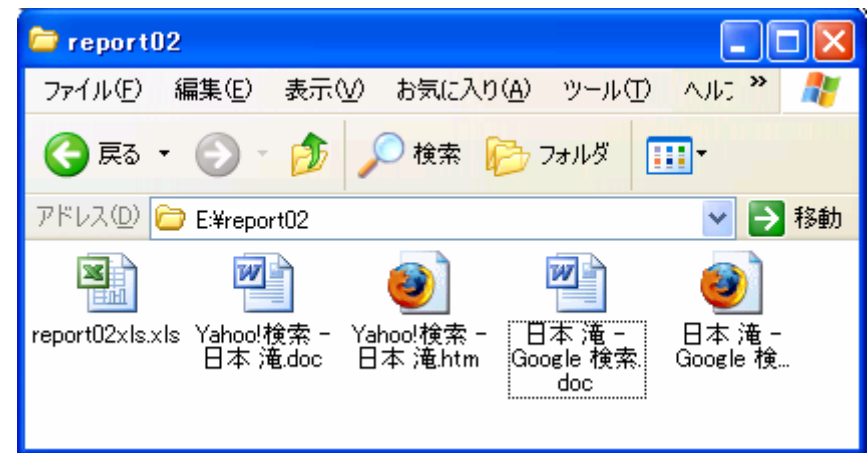 report02
ファイル(F) 編集(E) 表示(V) お気に入り(A) ツール(T) ヘルプ »
戻る 検索 フォルダ
アドレス(D) E:¥report02 移動
report02xls.xls
Yahoo!検索 -
日本 滝.doc
Yahoo!検索 -
日本 滝.htm
日本 滝 -
Google 検索.
doc
日本 滝 -
Google 検...